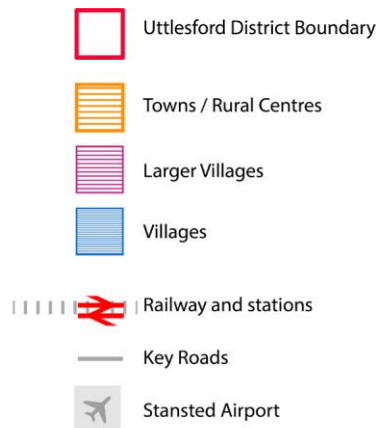 Uttlesford District Boundary
Towns / Rural Centres
Larger Villages
Villages
Railway and stations
Key Roads
Stansted Airport